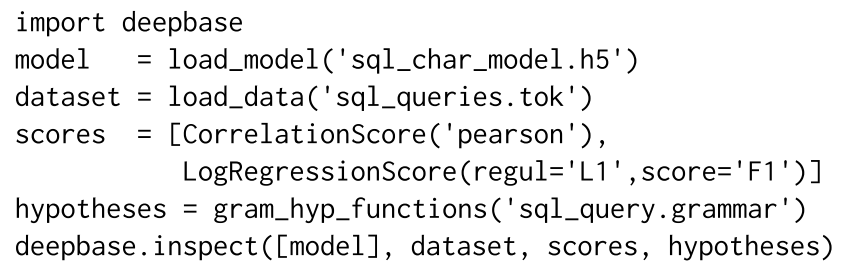 import deepbase
model   = load_model('sql_char_model.h5')
dataset = load_data('sql_queries.tok')
scores  = [CorrelationScore('pearson'),
           LogRegressionScore(regul='L1',score='F1')]
hypotheses = gram_hyp_functions('sql_query.grammar')
deepbase.inspect([model], dataset, scores, hypotheses)